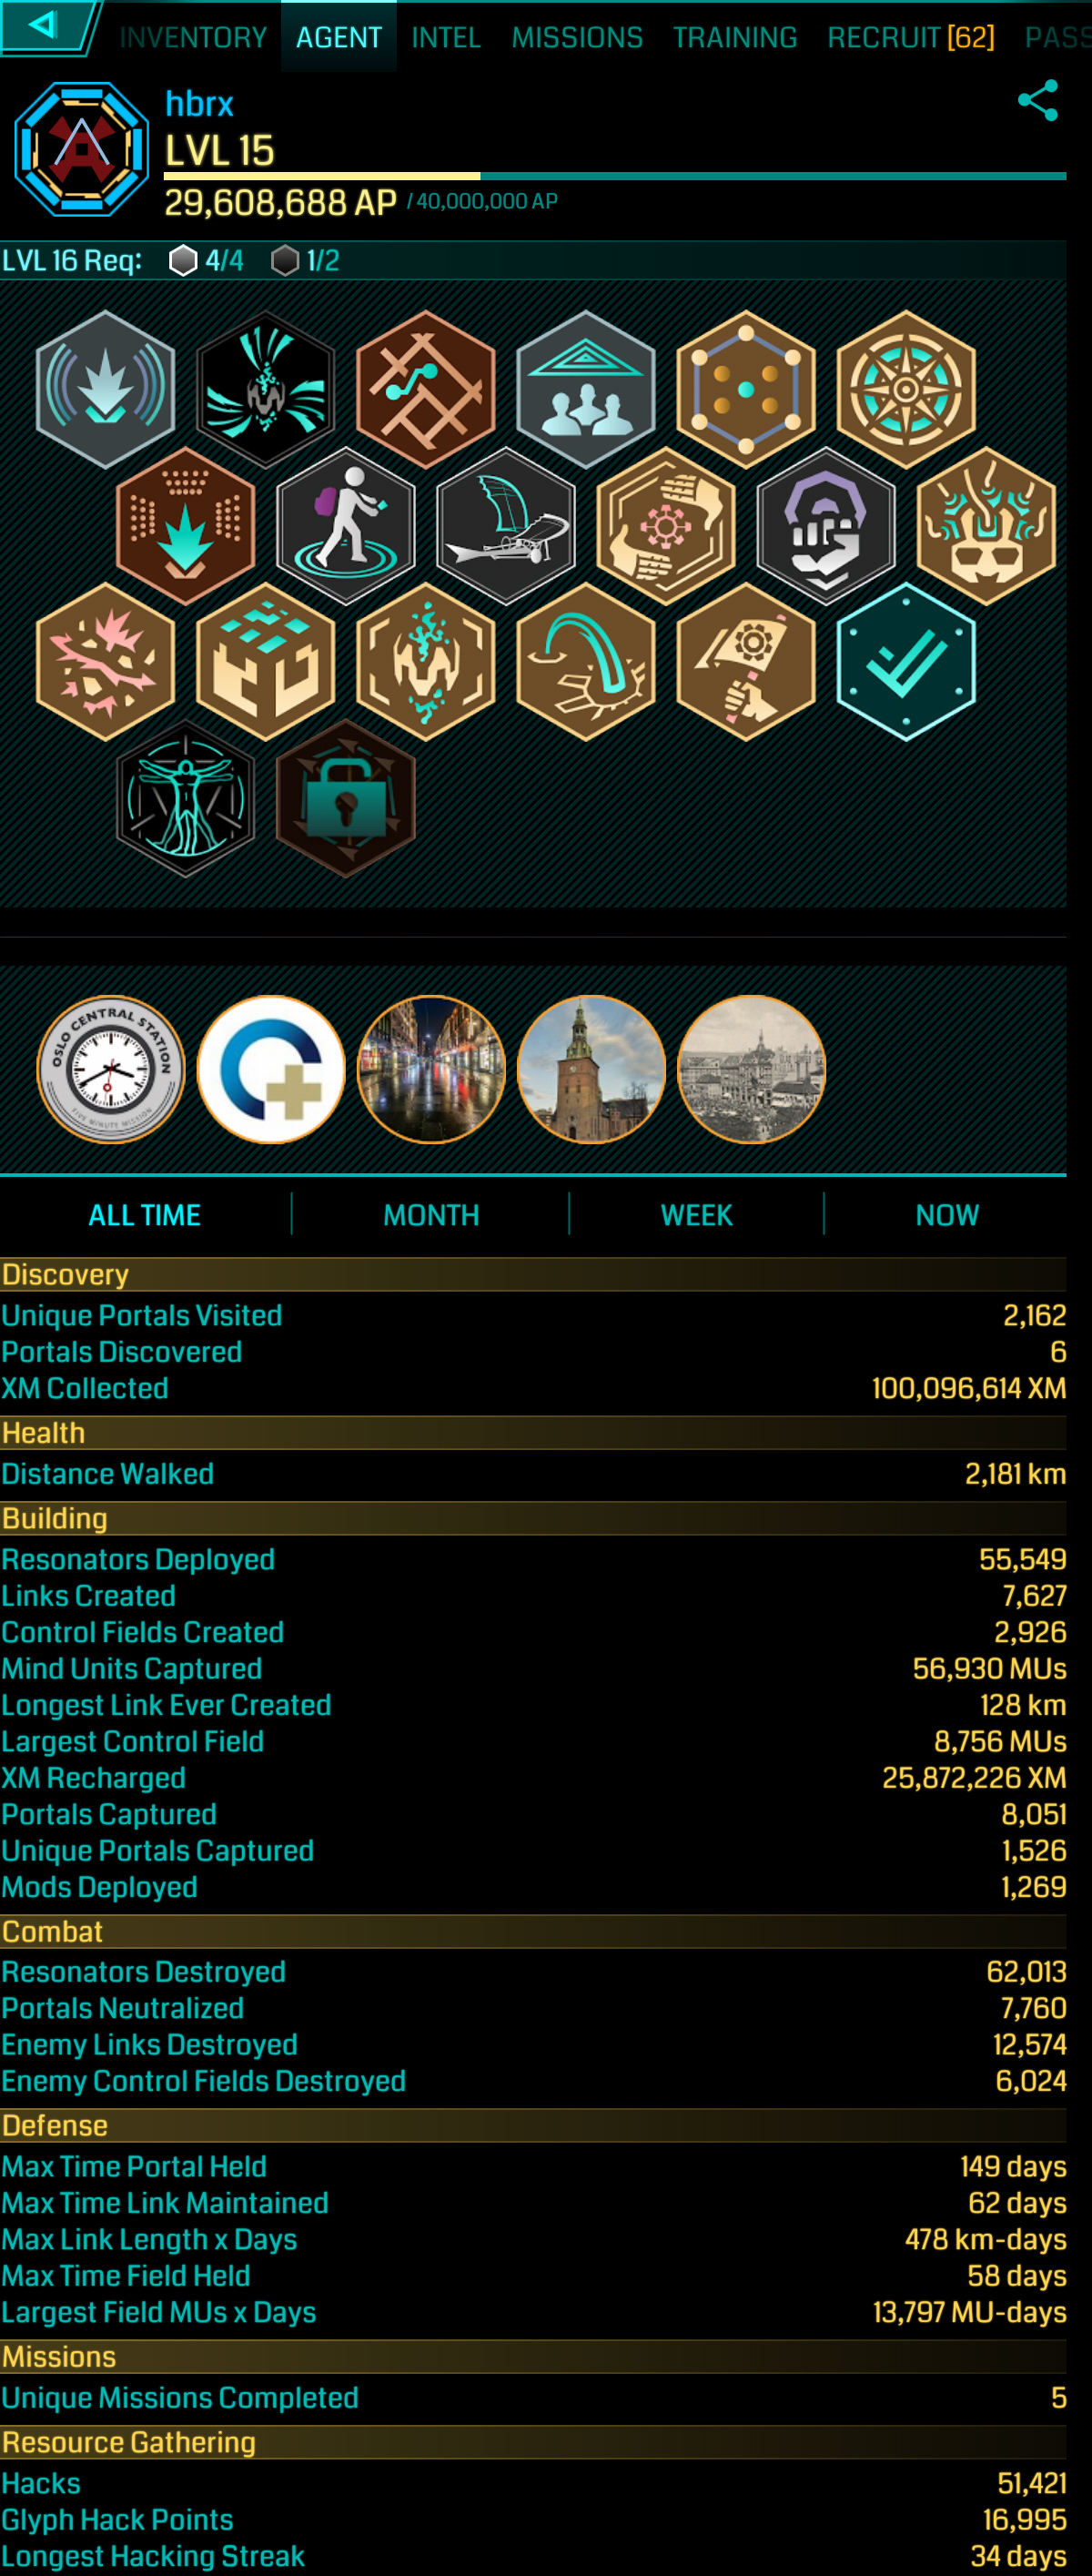 INVENTORY AGENT INTEL MISSIONS TRAINING RECRUIT [62] PASS
hbrx
LVL 15
29,608,688 AP / 40,000,000 AP
LVL 16 Req: 4/4 1/2
OSLO CENTRAL STATION
FIVE MINUTE MISSION
ALL TIME MONTH WEEK NOW
Discovery
Unique Portals Visited 2,162
Portals Discovered 6
XM Collected 100,096,614 XM
Health
Distance Walked 2,181 km
Building
Resonators Deployed 55,549
Links Created 7,627
Control Fields Created 2,926
Mind Units Captured 56,930 MUs
Longest Link Ever Created 128 km
Largest Control Field 8,756 MUs
XM Recharged 25,872,226 XM
Portals Captured 8,051
Unique Portals Captured 1,526
Mods Deployed 1,269
Combat
Resonators Destroyed 62,013
Portals Neutralized 7,760
Enemy Links Destroyed 12,574
Enemy Control Fields Destroyed 6,024
Defense
Max Time Portal Held 149 days
Max Time Link Maintained 62 days
Max Link Length x Days 478 km-days
Max Time Field Held 58 days
Largest Field MUs x Days 13,797 MU-days
Missions
Unique Missions Completed 5
Resource Gathering
Hacks 51,421
Glyph Hack Points 16,995
Longest Hacking Streak 34 days